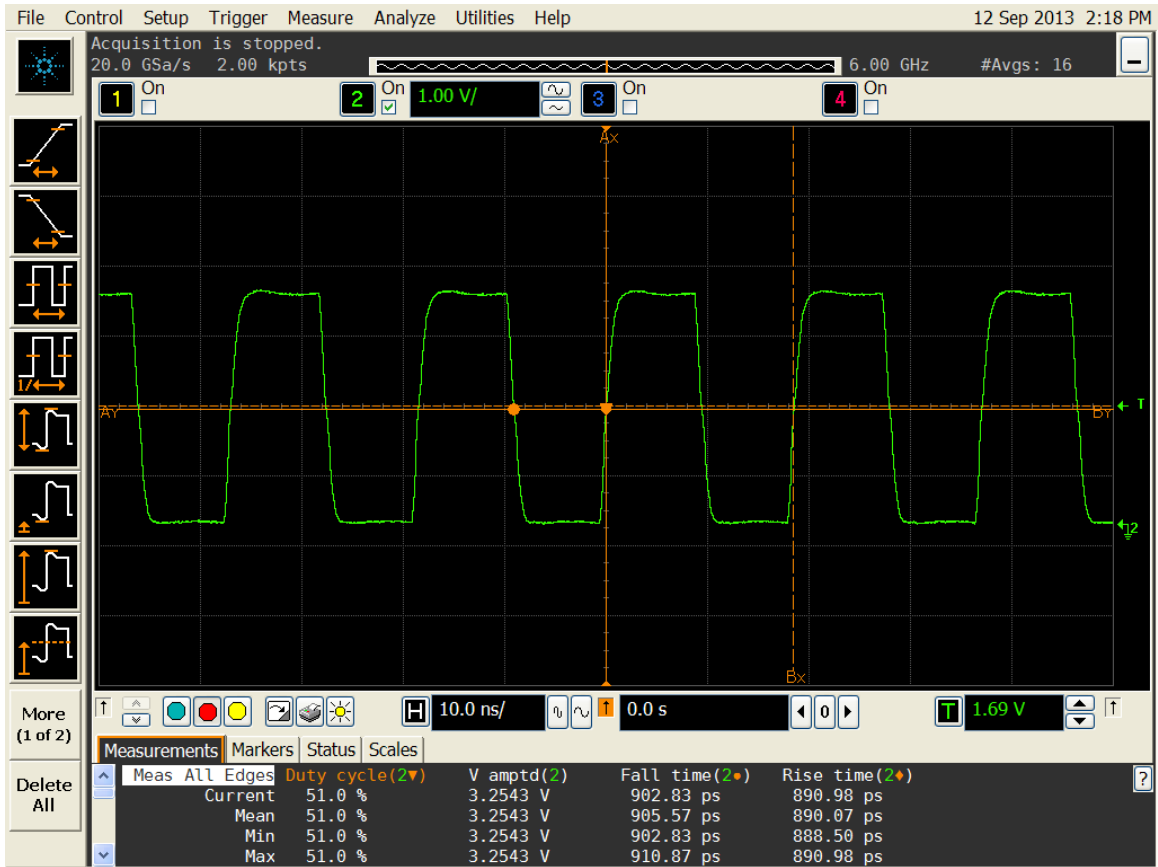 File Control Setup Trigger Measure Analyze Utilities Help 12 Sep 2013 2:18 PM
Acquisition is stopped.
20.0 GSa/s 2.00 kpts 6.00 GHz #Avgs: 16
1 On 2 On 1.00 V/ 3 On 4 On
Ax
1/
AY BY T
2
Bx
More
(1 of 2)
Delete
All
H 10.0 ns/ 0.0 s 0 T 1.69 V
Measurements Markers Status Scales
Meas All Edges Duty cycle(2▼) V amptd(2) Fall time(2●) Rise time(2♦) ?
Current 51.0 % 3.2543 V 902.83 ps 890.98 ps
Mean 51.0 % 3.2543 V 905.57 ps 890.07 ps
Min 51.0 % 3.2543 V 902.83 ps 888.50 ps
Max 51.0 % 3.2543 V 910.87 ps 890.98 ps